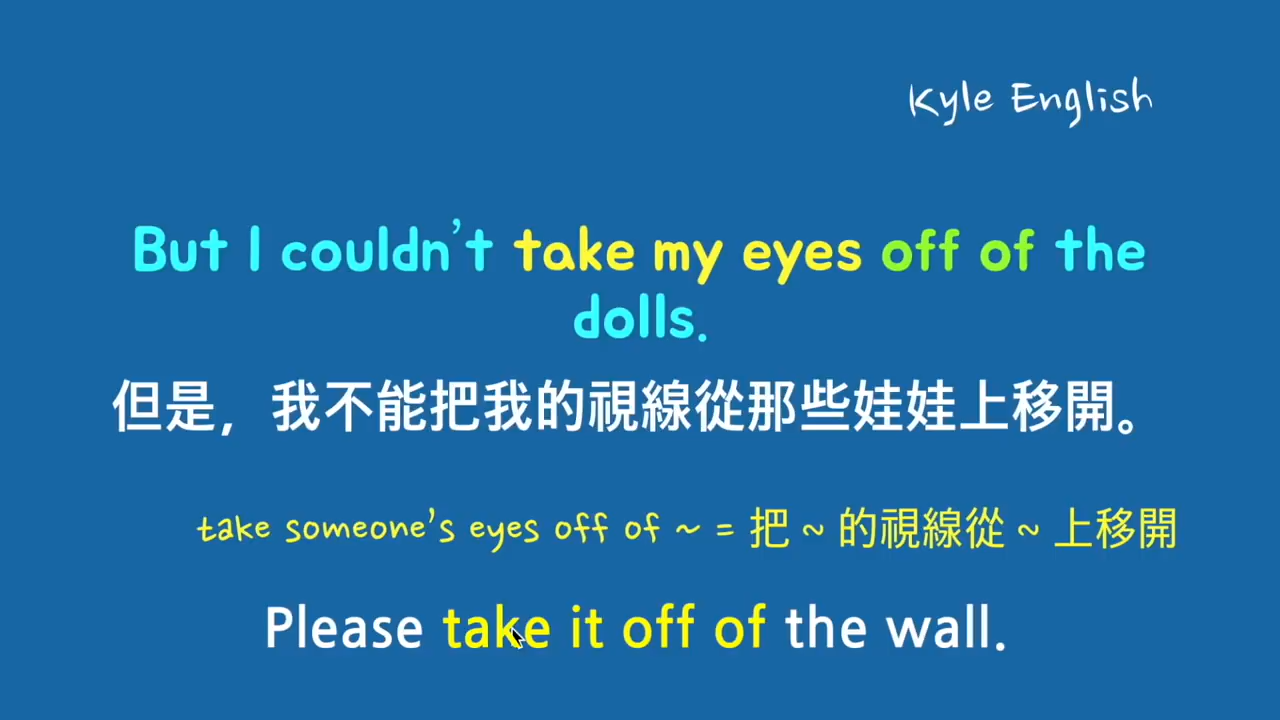 Kyle English
But I couldn't take my eyes off of the
dolls.
但是，我不能把我的視線從那些娃娃上移開。
take someone's eyes off of ~ = 把 ~ 的視線從 ~ 上移開
Please take it off of the wall.